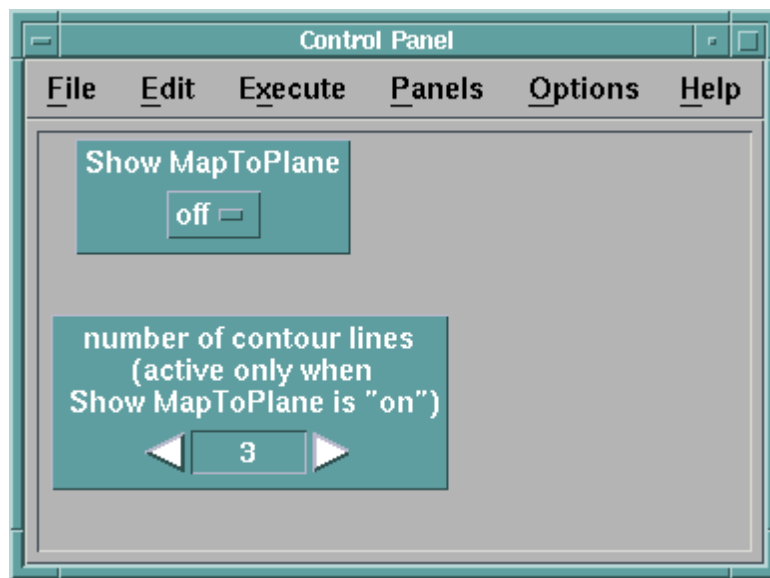 Control Panel
File Edit Execute Panels Options Help
Show MapToPlane
off
number of contour lines
(active only when
Show MapToPlane is "on")
3